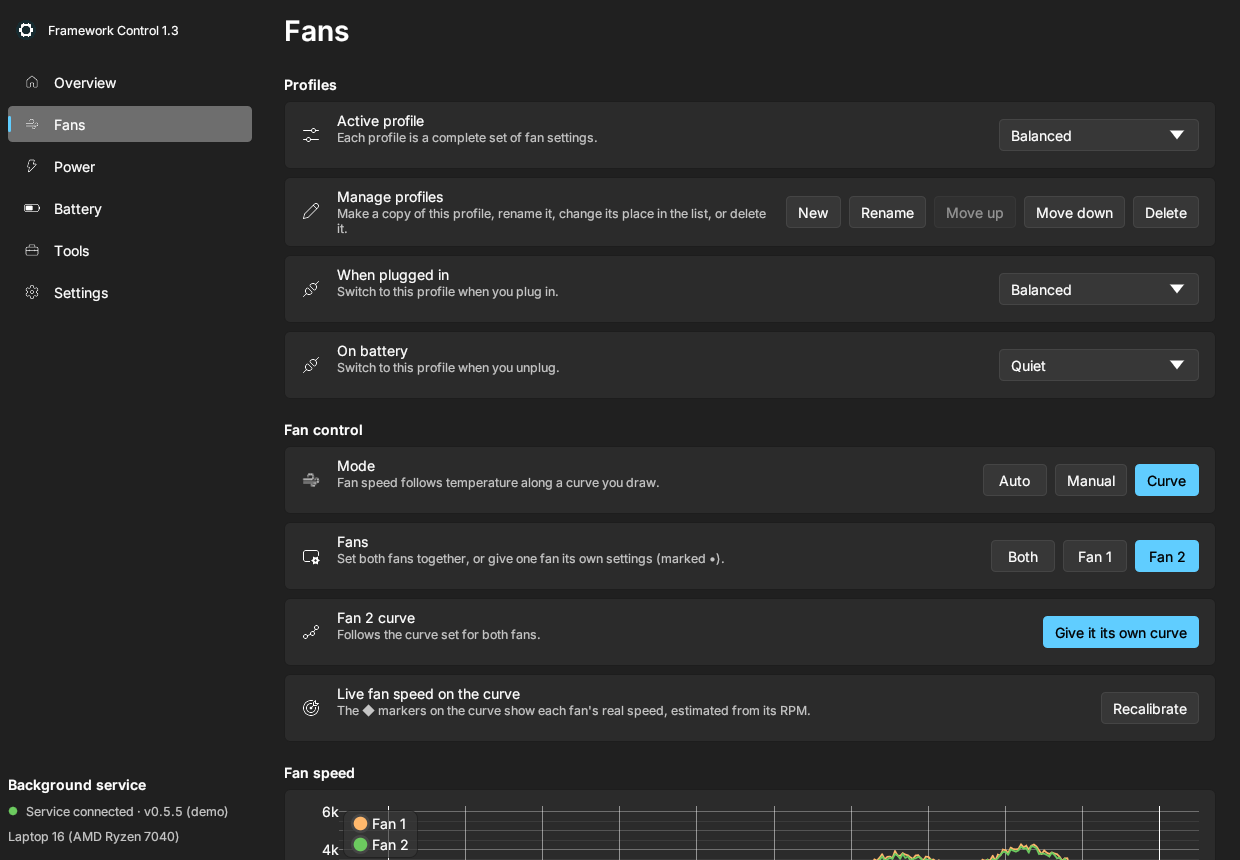 Framework Control 1.3
Overview
Fans
Power
Battery
Tools
Settings
Background service
Service connected · v0.5.5 (demo)
Laptop 16 (AMD Ryzen 7040)
Fans
Profiles
Active profile
Each profile is a complete set of fan settings.
Balanced
Manage profiles
Make a copy of this profile, rename it, change its place in the list, or delete
it.
New
Rename
Move up
Move down
Delete
When plugged in
Switch to this profile when you plug in.
Balanced
On battery
Switch to this profile when you unplug.
Quiet
Fan control
Mode
Fan speed follows temperature along a curve you draw.
Auto
Manual
Curve
Fans
Set both fans together, or give one fan its own settings (marked •).
Both
Fan 1
Fan 2
Fan 2 curve
Follows the curve set for both fans.
Give it its own curve
Live fan speed on the curve
The ◆ markers on the curve show each fan's real speed, estimated from its RPM.
Recalibrate
Fan speed
6k
4k
Fan 1
Fan 2